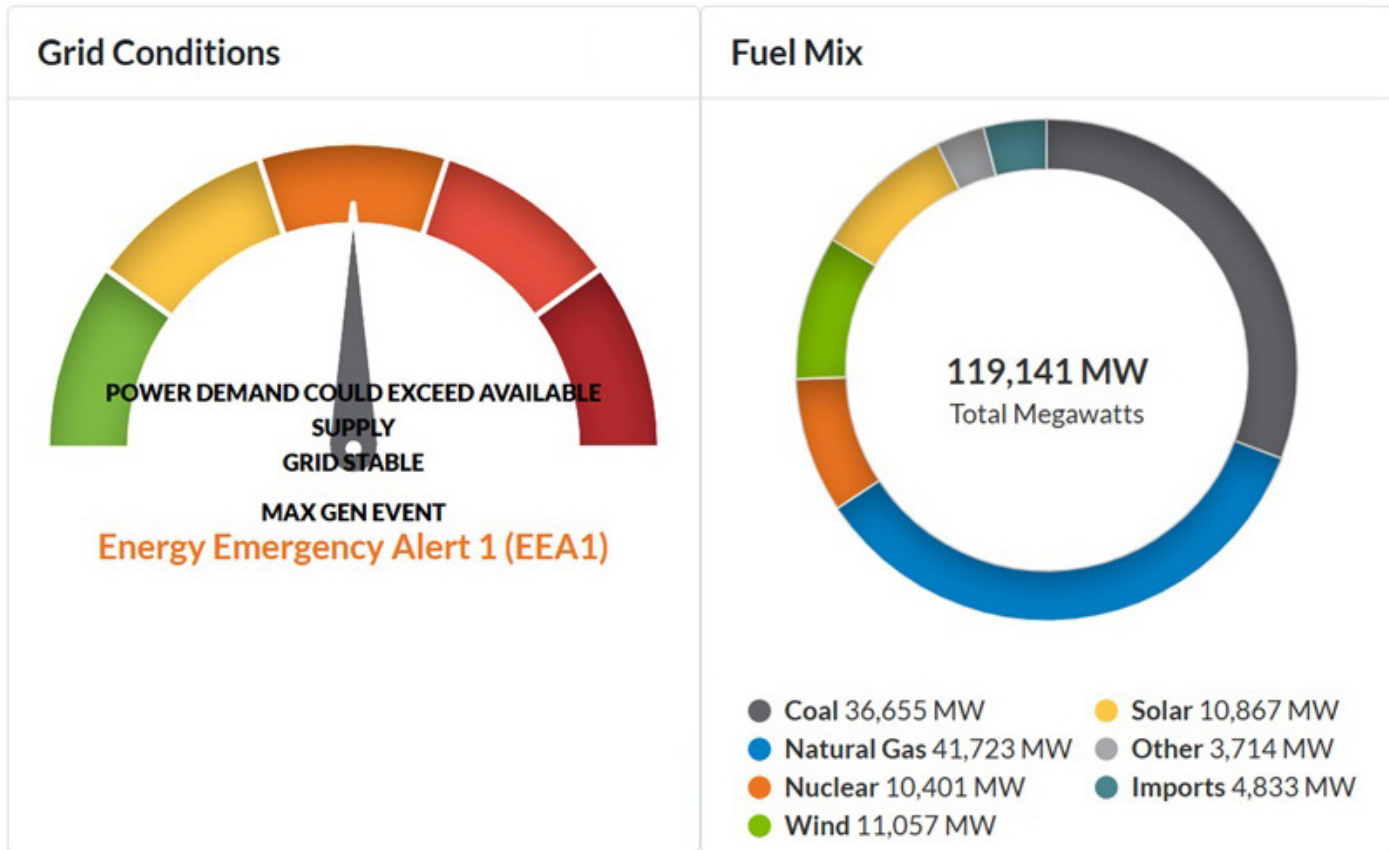 Grid Conditions
POWER DEMAND COULD EXCEED AVAILABLE
SUPPLY
GRID STABLE
MAX GEN EVENT
Energy Emergency Alert 1 (EEA1)
Fuel Mix
119,141 MW
Total Megawatts
Coal 36,655 MW
Natural Gas 41,723 MW
Nuclear 10,401 MW
Wind 11,057 MW
Solar 10,867 MW
Other 3,714 MW
Imports 4,833 MW